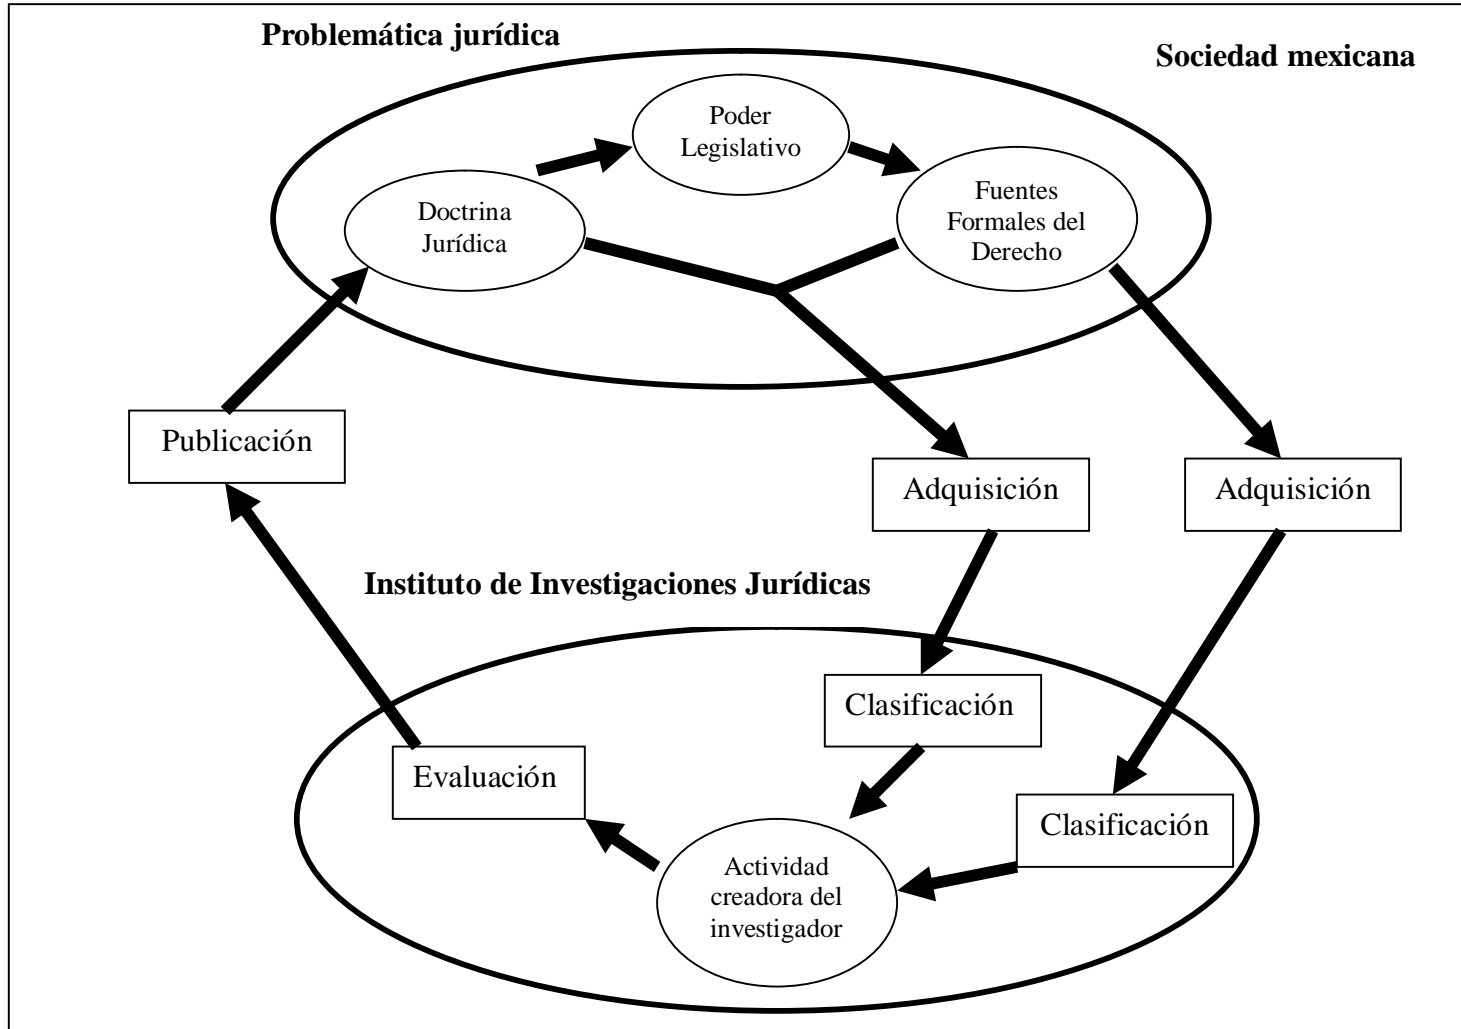 Problemática jurídica
Sociedad mexicana
Poder
Legislativo
Doctrina
Jurídica
Fuentes
Formales del
Derecho
Publicación
Adquisición
Adquisición
Instituto de Investigaciones Jurídicas
Clasificación
Evaluación
Clasificación
Actividad
creadora del
investigador